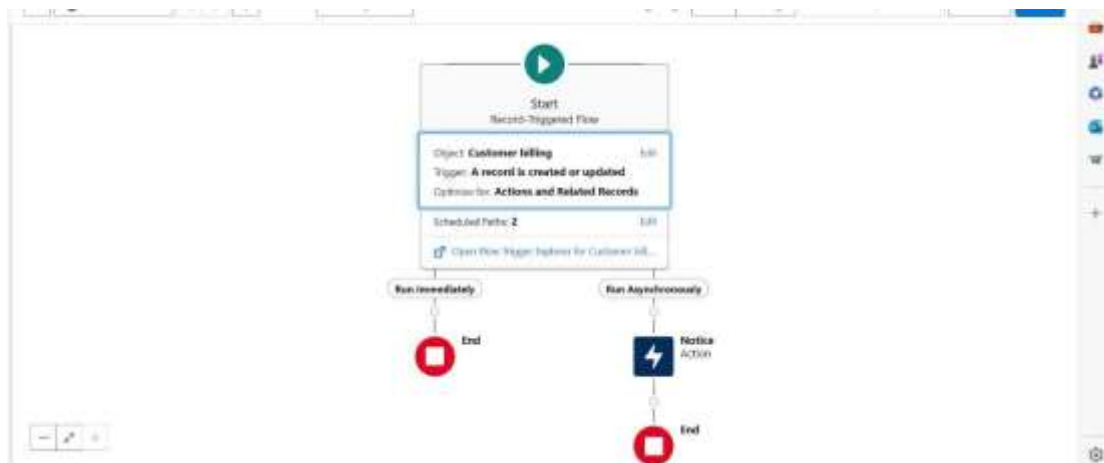 Start
Record-Triggered Flow
Object: Customer billing Edit
Trigger: A record is created or updated
Optimize for: Actions and Related Records
Scheduled Paths: 2 Edit
Open Flow Trigger Explorer for Customer bill...
Run Immediately
Run Asynchronously
End
Notice
Action
End